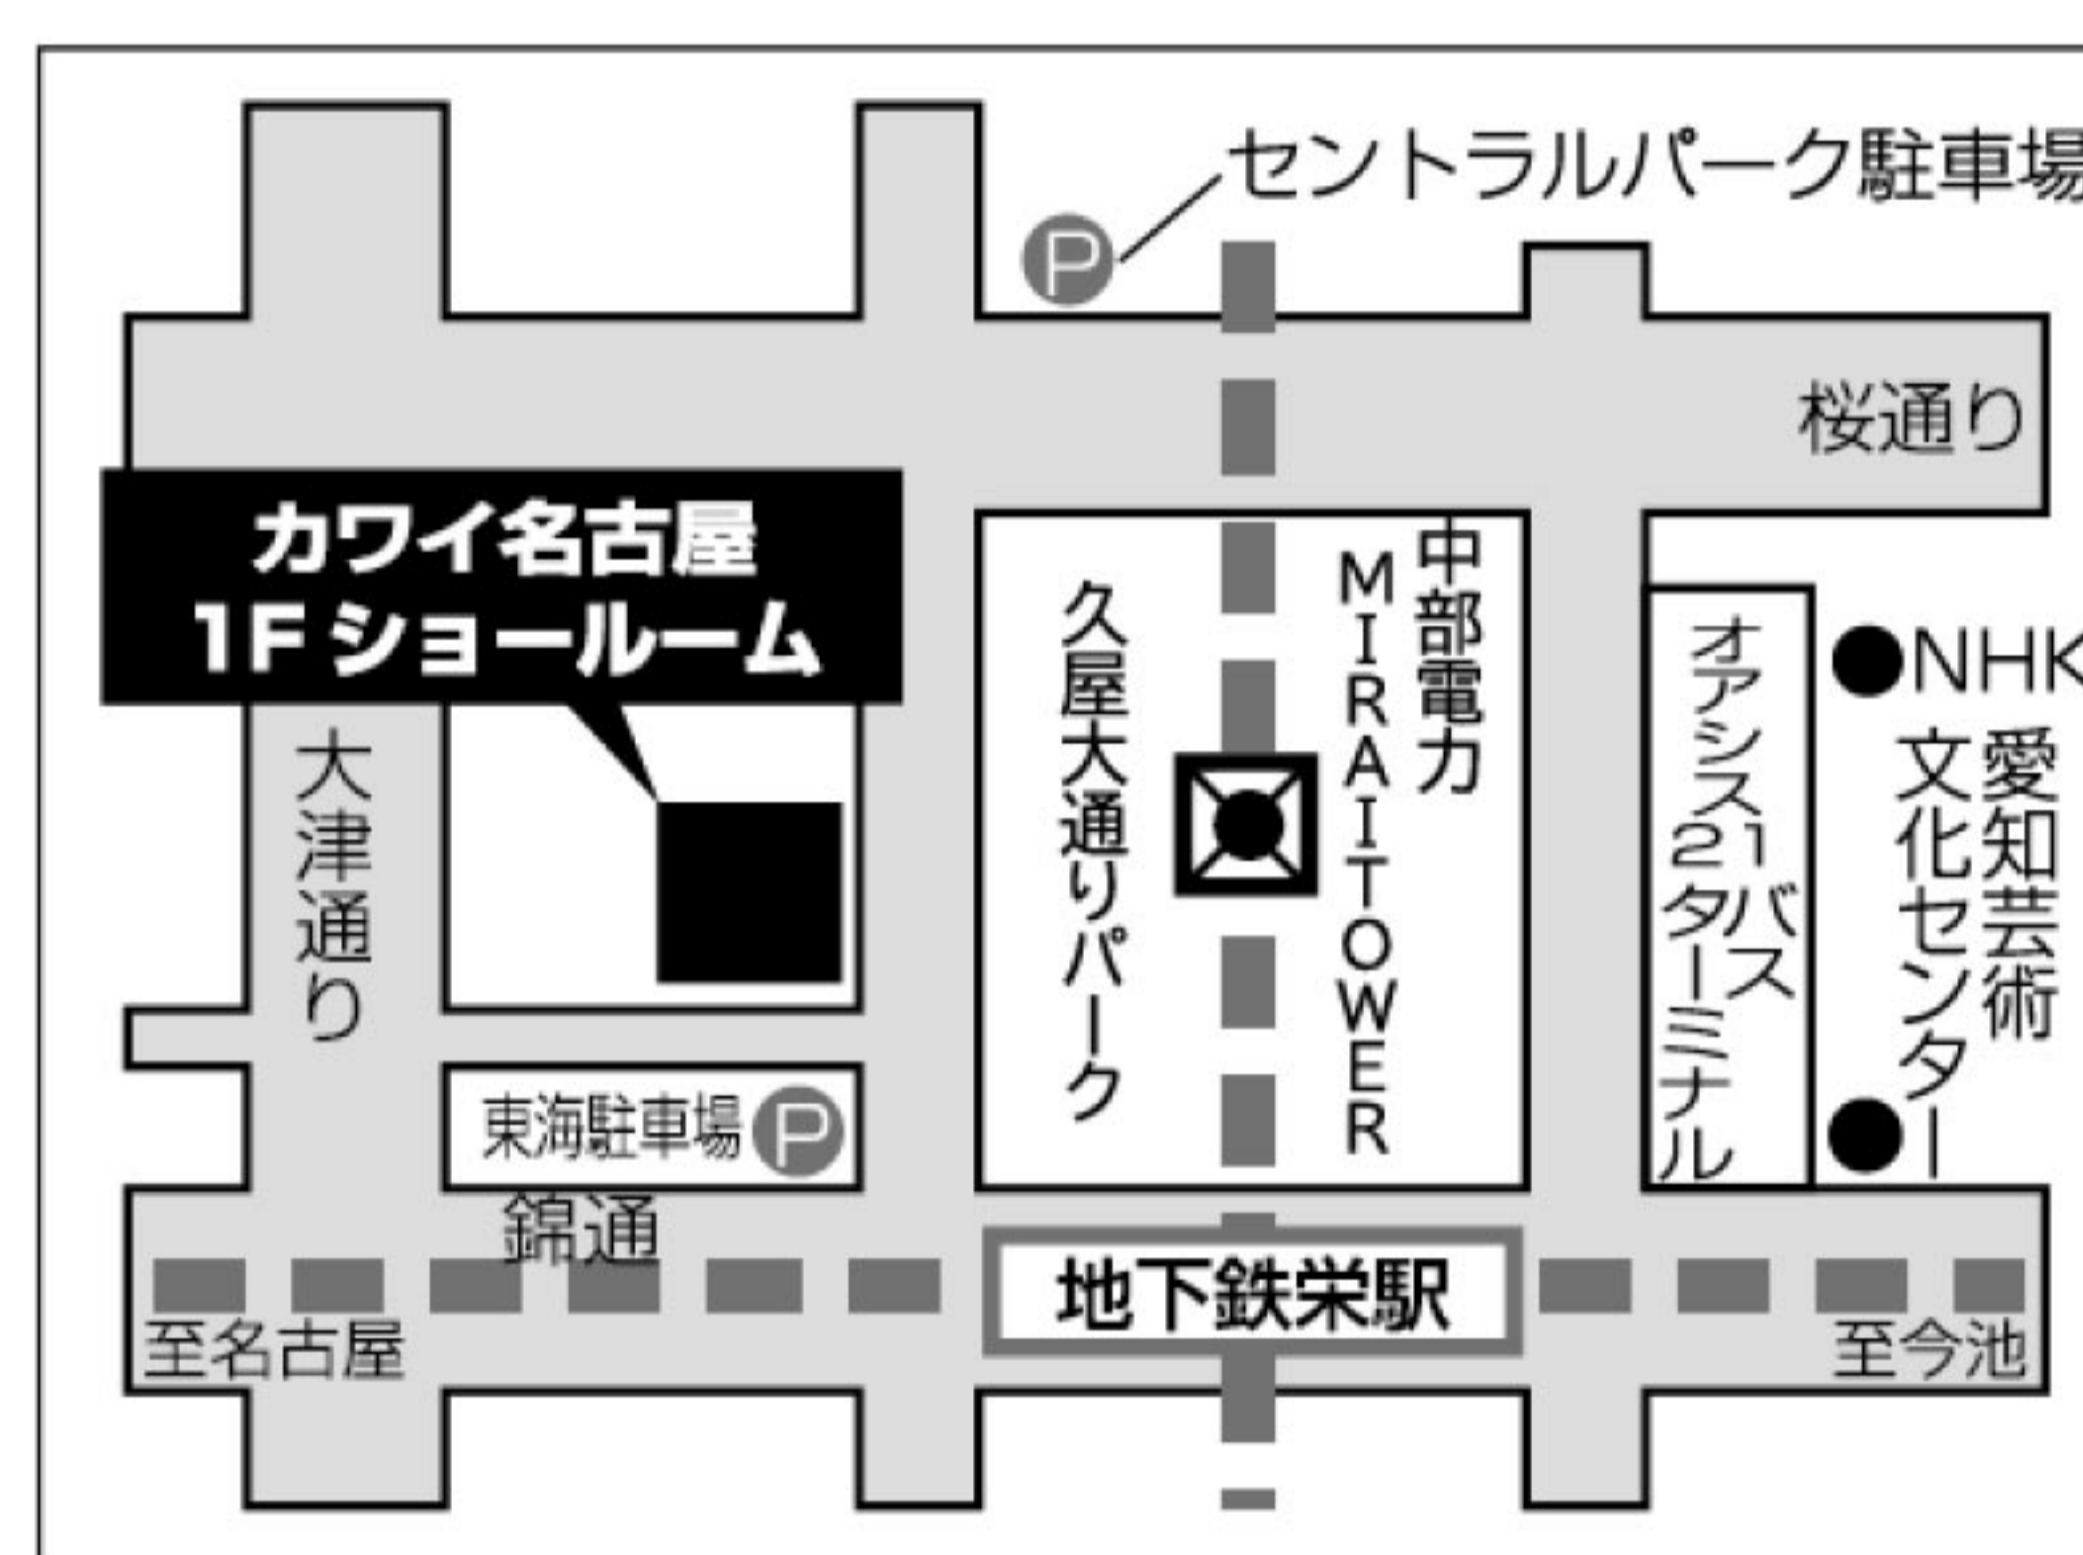 セントラルパーク駐車場
P
桜通り
カワイ名古屋
1Fショールーム
大津通り
久屋大通りパーク
中部電力
MIRAITOWER
オアシス21バス
ターミナル
NHK
愛知芸術
文化センター
東海駐車場 P
錦通
地下鉄栄駅
至名古屋
至今池